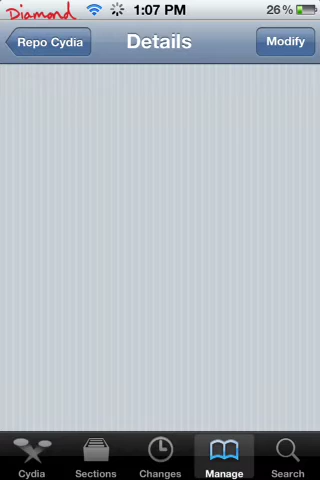 Diamond 1:07 PM 26%
Repo Cydia Details Modify
Cydia Sections Changes Manage Search